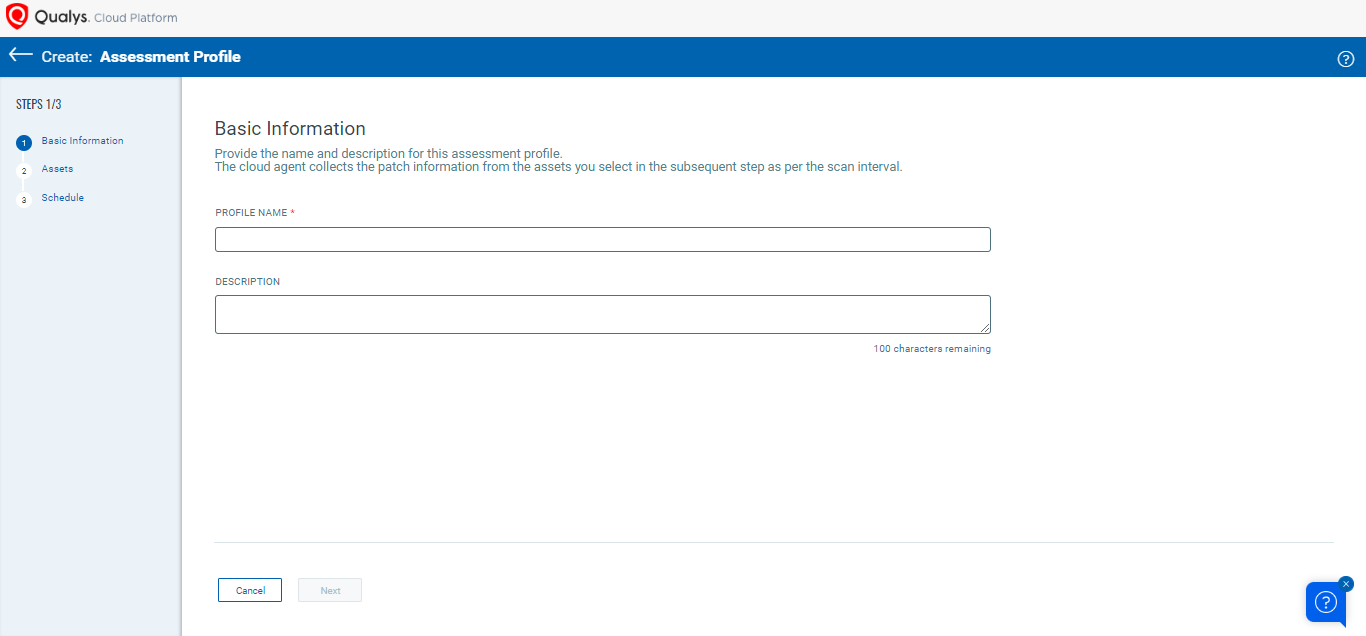 Qualys. Cloud Platform
Create: Assessment Profile
?
STEPS 1/3
1 Basic Information
2 Assets
3 Schedule
Basic Information
Provide the name and description for this assessment profile.
The cloud agent collects the patch information from the assets you select in the subsequent step as per the scan interval.
PROFILE NAME *
DESCRIPTION
100 characters remaining
Cancel
Next
?